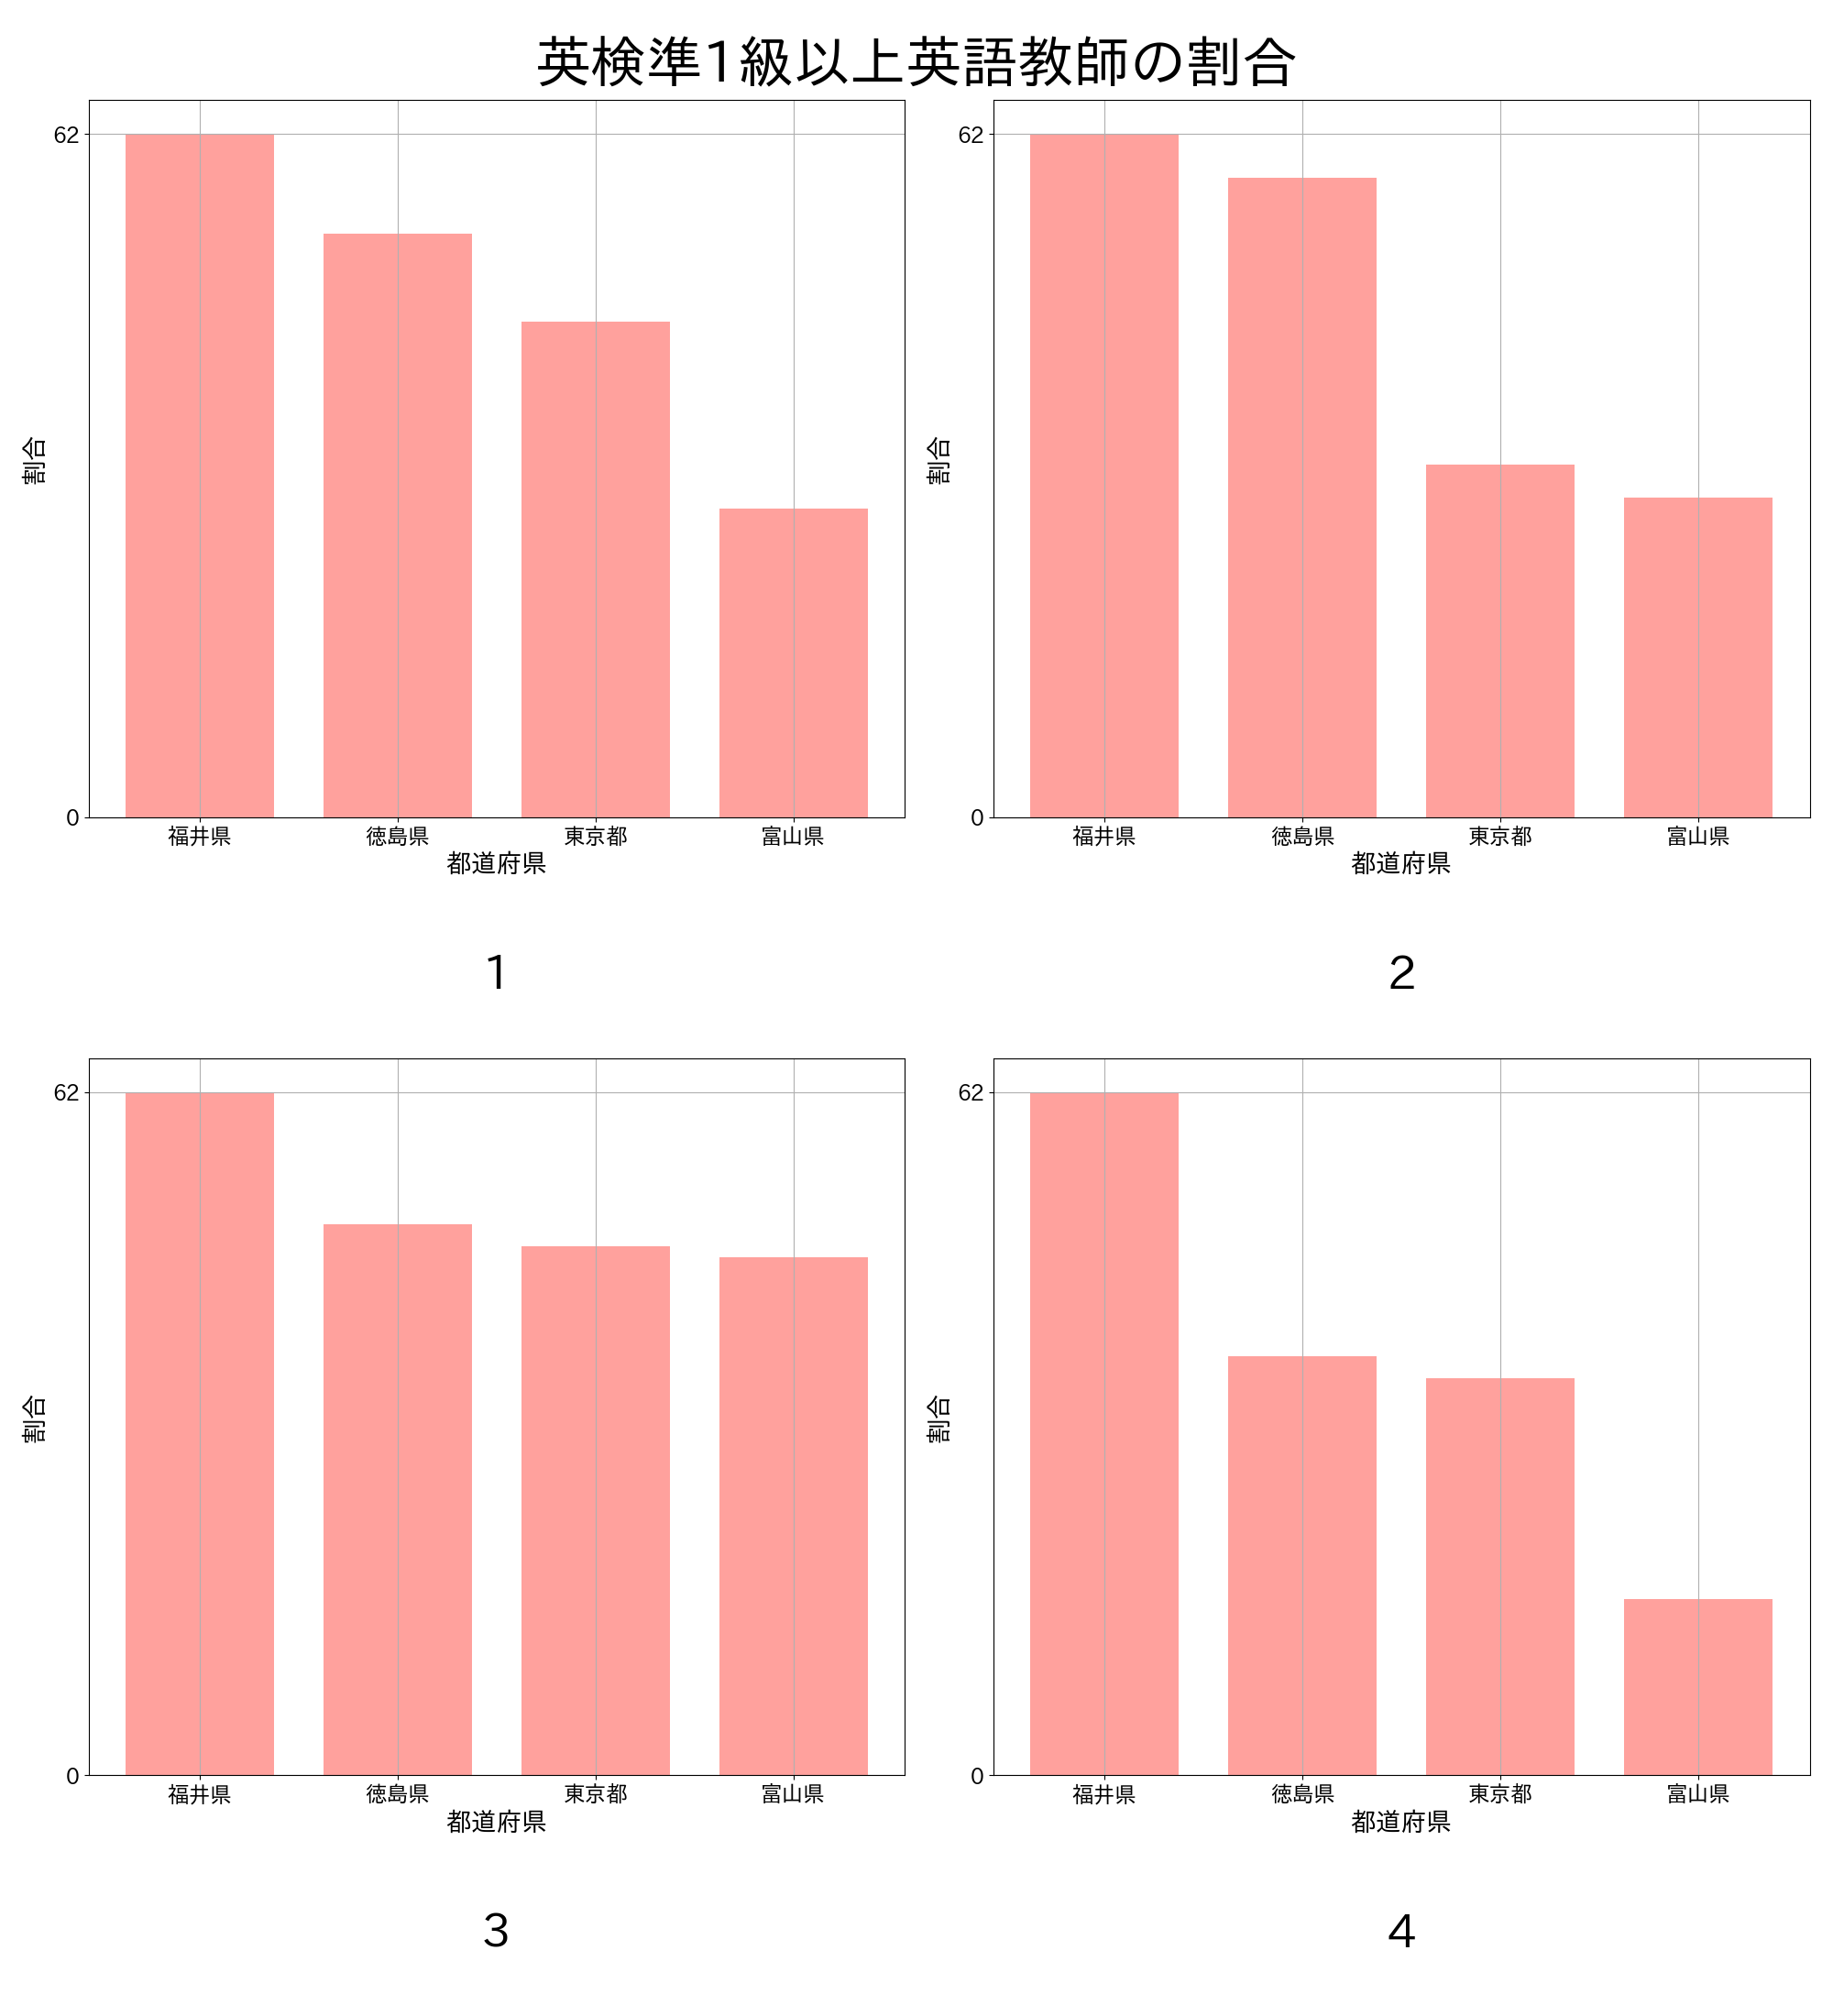 英検準1級以上英語教師の割合
62
割合
0
福井県 徳島県 東京都 富山県
都道府県
1
62
割合
0
福井県 徳島県 東京都 富山県
都道府県
2
62
割合
0
福井県 徳島県 東京都 富山県
都道府県
3
62
割合
0
福井県 徳島県 東京都 富山県
都道府県
4